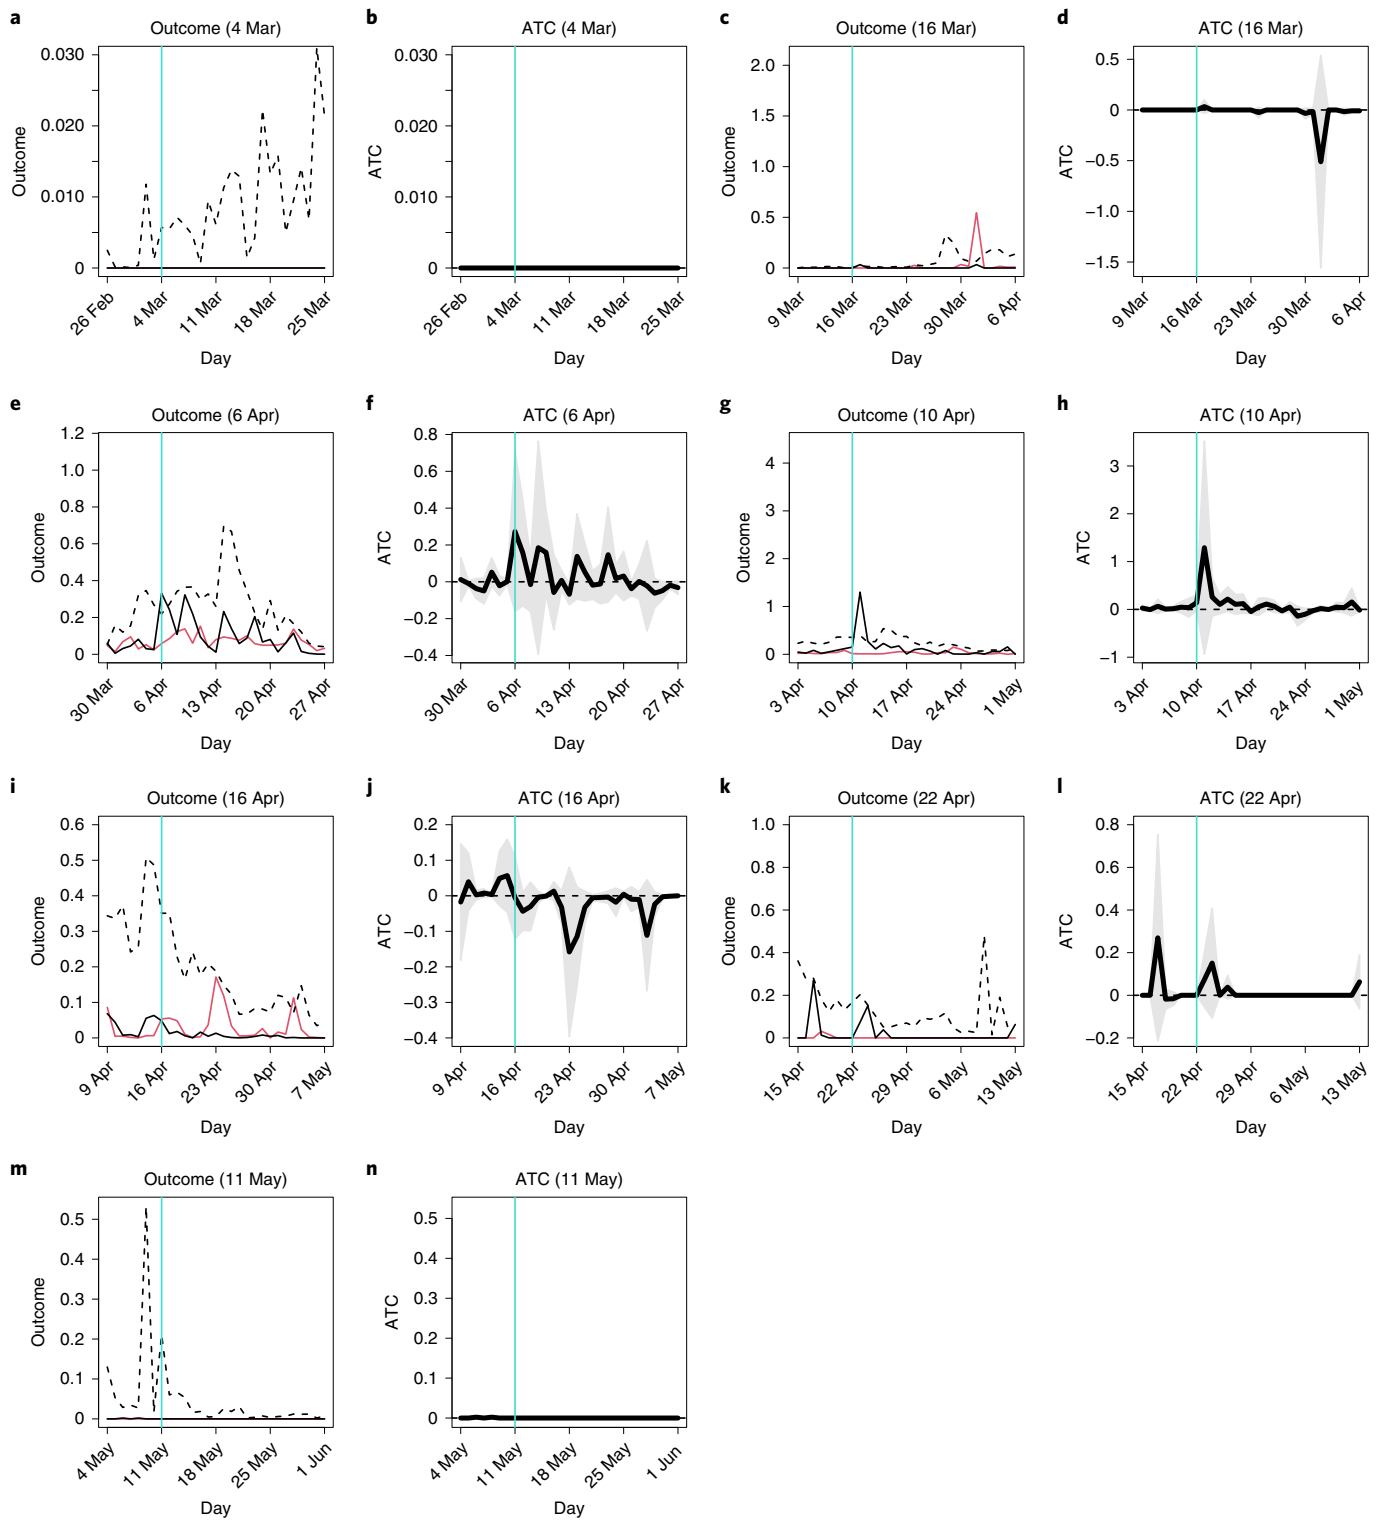 a
Outcome (4 Mar)
0.030
0.020
0.010
0
Outcome
26 Feb
4 Mar
11 Mar
18 Mar
25 Mar
Day
b
ATC (4 Mar)
0.030
0.020
0.010
0
ATC
26 Feb
4 Mar
11 Mar
18 Mar
25 Mar
Day
c
Outcome (16 Mar)
2.0
1.5
1.0
0.5
0
Outcome
9 Mar
16 Mar
23 Mar
30 Mar
6 Apr
Day
d
ATC (16 Mar)
0.5
0
−0.5
−1.0
−1.5
ATC
9 Mar
16 Mar
23 Mar
30 Mar
6 Apr
Day
e
Outcome (6 Apr)
1.2
1.0
0.8
0.6
0.4
0.2
0
Outcome
30 Mar
6 Apr
13 Apr
20 Apr
27 Apr
Day
f
ATC (6 Apr)
0.8
0.6
0.4
0.2
0
−0.2
−0.4
ATC
30 Mar
6 Apr
13 Apr
20 Apr
27 Apr
Day
g
Outcome (10 Apr)
4
3
2
1
0
Outcome
3 Apr
10 Apr
17 Apr
24 Apr
1 May
Day
h
ATC (10 Apr)
3
2
1
0
−1
ATC
3 Apr
10 Apr
17 Apr
24 Apr
1 May
Day
i
Outcome (16 Apr)
0.6
0.5
0.4
0.3
0.2
0.1
0
Outcome
9 Apr
16 Apr
23 Apr
30 Apr
7 May
Day
j
ATC (16 Apr)
0.2
0.1
0
−0.1
−0.2
−0.3
−0.4
ATC
9 Apr
16 Apr
23 Apr
30 Apr
7 May
Day
k
Outcome (22 Apr)
1.0
0.8
0.6
0.4
0.2
0
Outcome
15 Apr
22 Apr
29 Apr
6 May
13 May
Day
l
ATC (22 Apr)
0.8
0.6
0.4
0.2
0
−0.2
ATC
15 Apr
22 Apr
29 Apr
6 May
13 May
Day
m
Outcome (11 May)
0.5
0.4
0.3
0.2
0.1
0
Outcome
4 May
11 May
18 May
25 May
1 Jun
Day
n
ATC (11 May)
0.5
0.4
0.3
0.2
0.1
0
ATC
4 May
11 May
18 May
25 May
1 Jun
Day